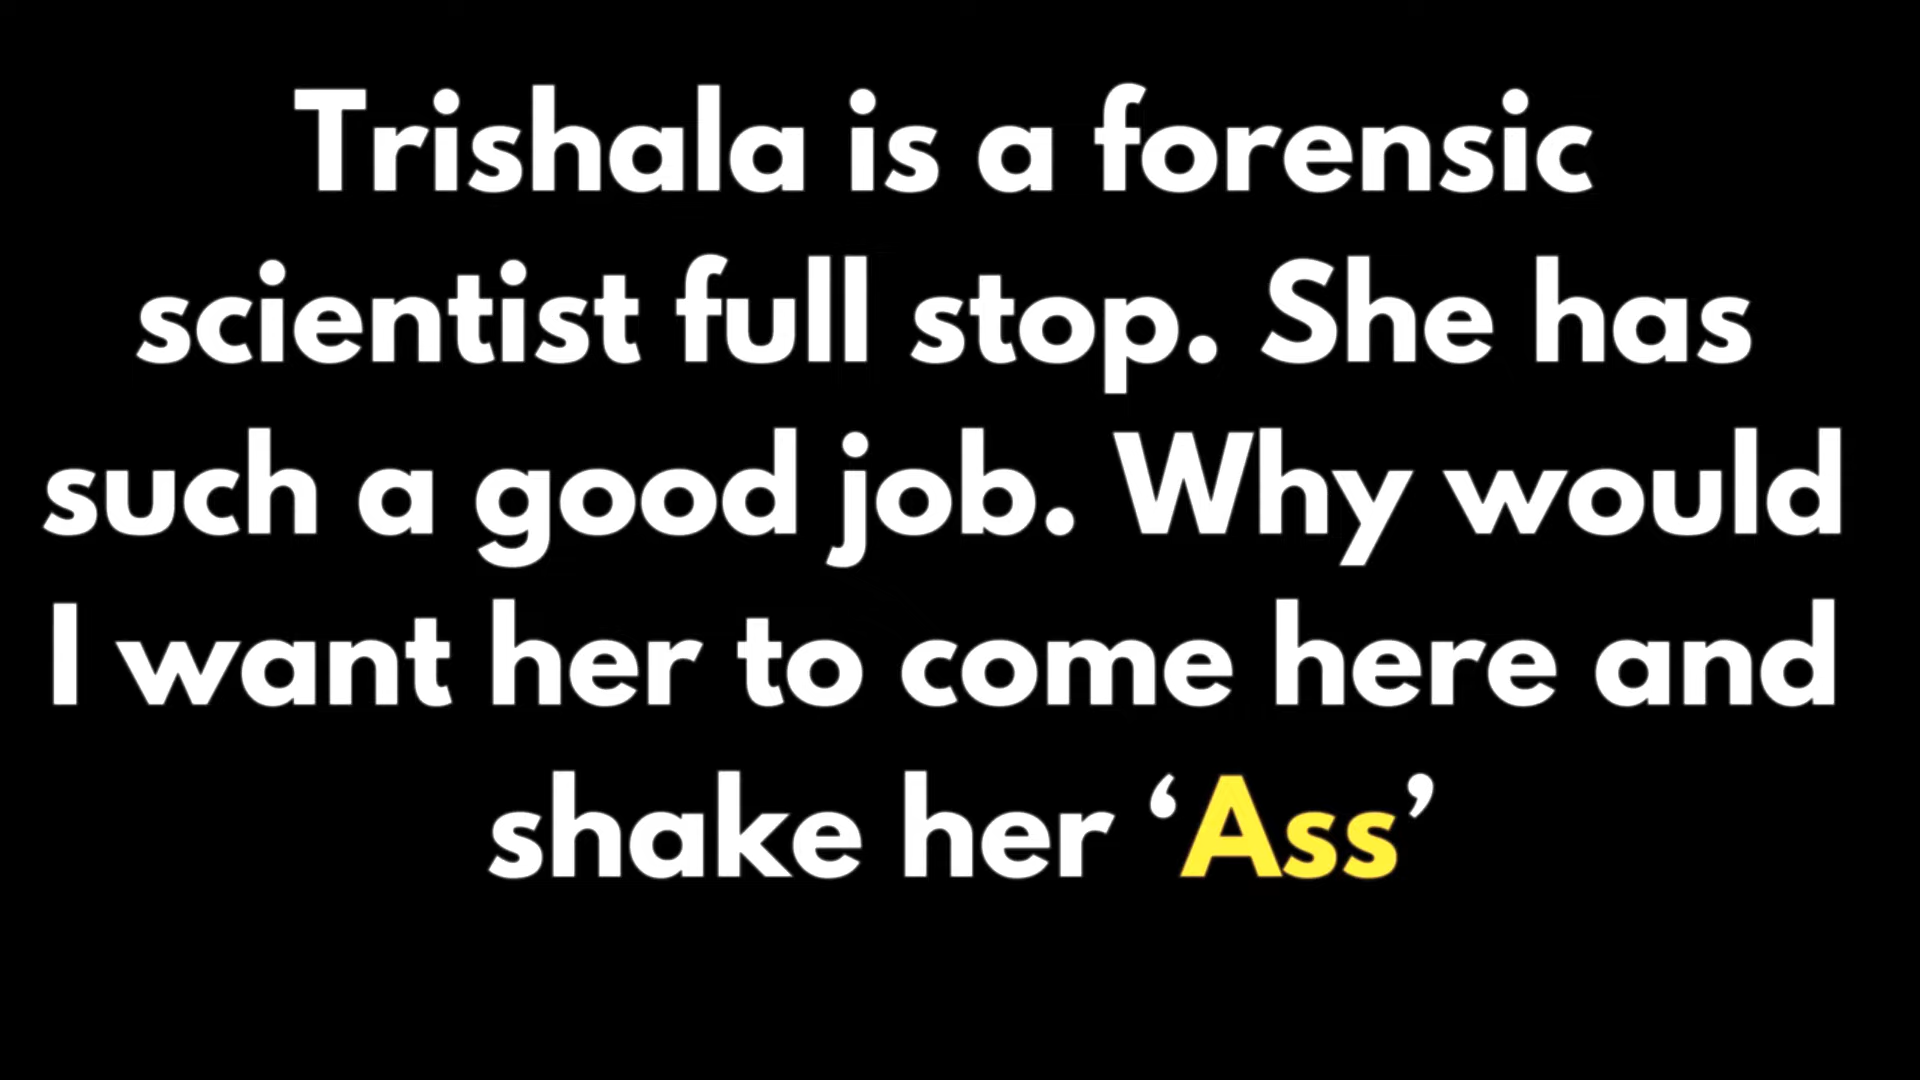 Trishala is a forensic
scientist full stop. She has
such a good job. Why would
I want her to come here and
shake her ‘Ass’